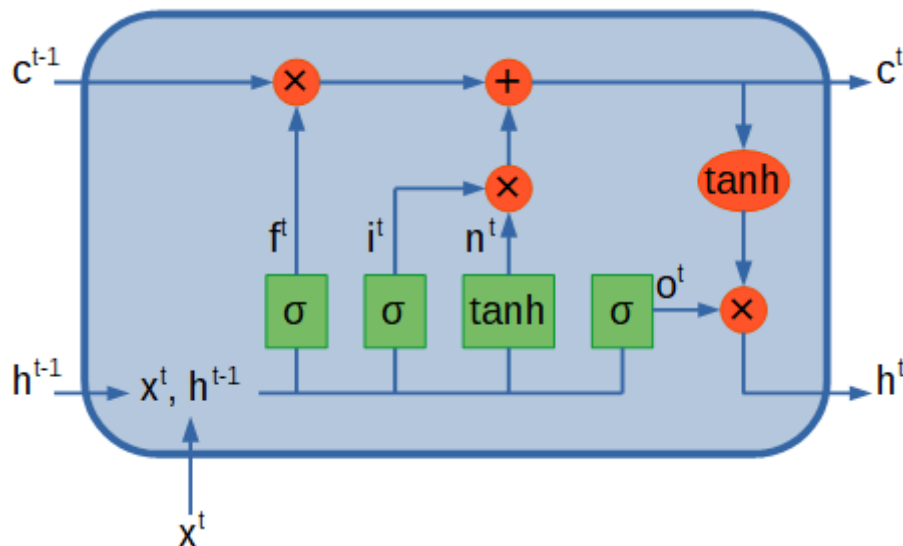 c^t-1 × + c^t
tanh
×
f^t i^t n^t
σ σ tanh σ o^t ×
h^t-1 x^t, h^t-1 h^t
x^t